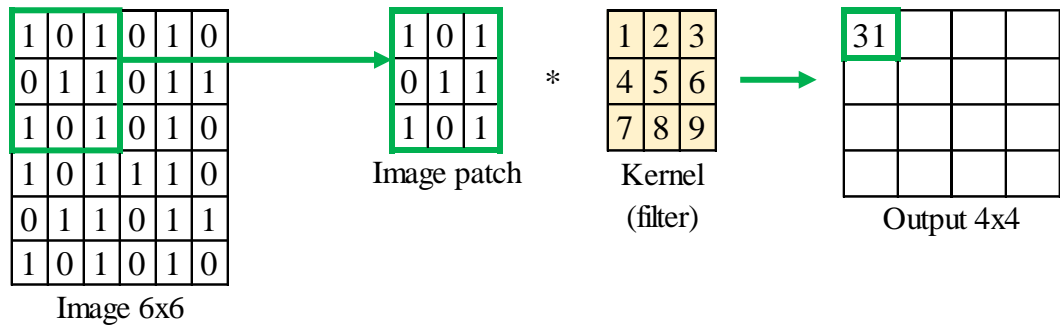 1 0 1 0 1 0
0 1 1 0 1 1
1 0 1 0 1 0
1 0 1 1 1 0
0 1 1 0 1 1
1 0 1 0 1 0
Image 6x6
1 0 1
0 1 1
1 0 1
Image patch
*
1 2 3
4 5 6
7 8 9
Kernel
(filter)
31
Output 4x4